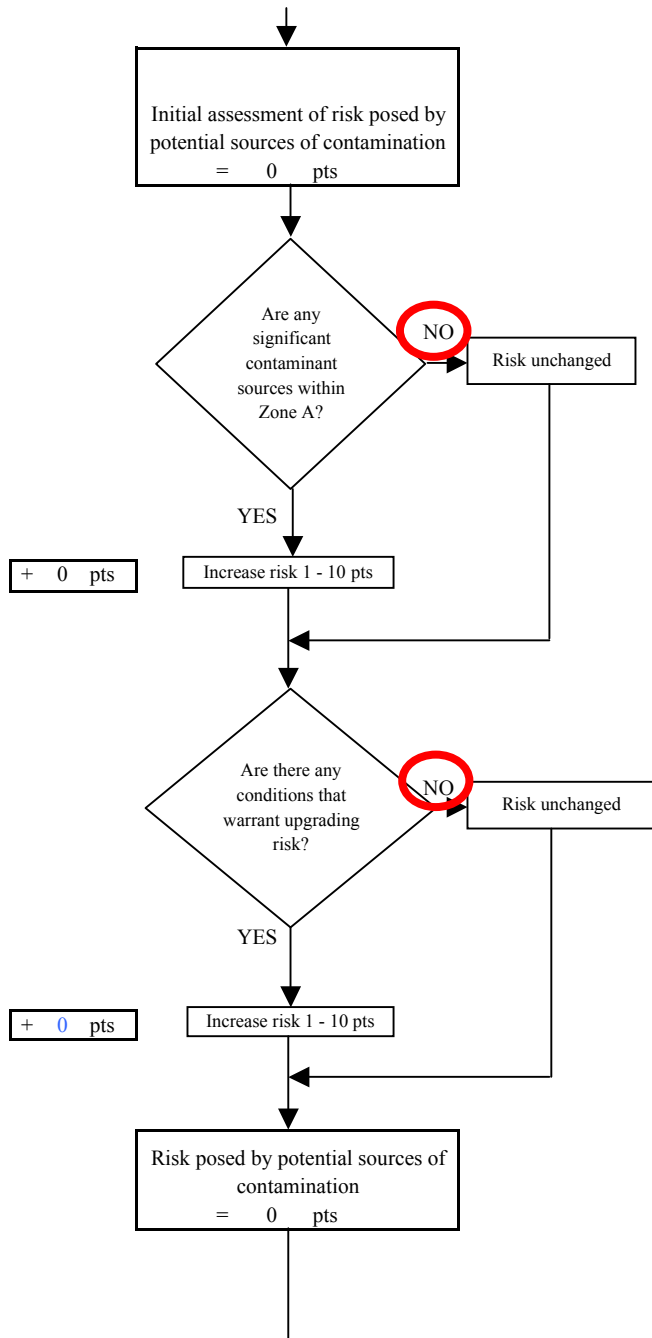 Initial assessment of risk posed by
potential sources of contamination
= 0 pts
Are any
significant
contaminant
sources within
Zone A?
NO
Risk unchanged
YES
+ 0 pts
Increase risk 1 - 10 pts
Are there any
conditions that
warrant upgrading
risk?
NO
Risk unchanged
YES
+ 0 pts
Increase risk 1 - 10 pts
Risk posed by potential sources of
contamination
= 0 pts